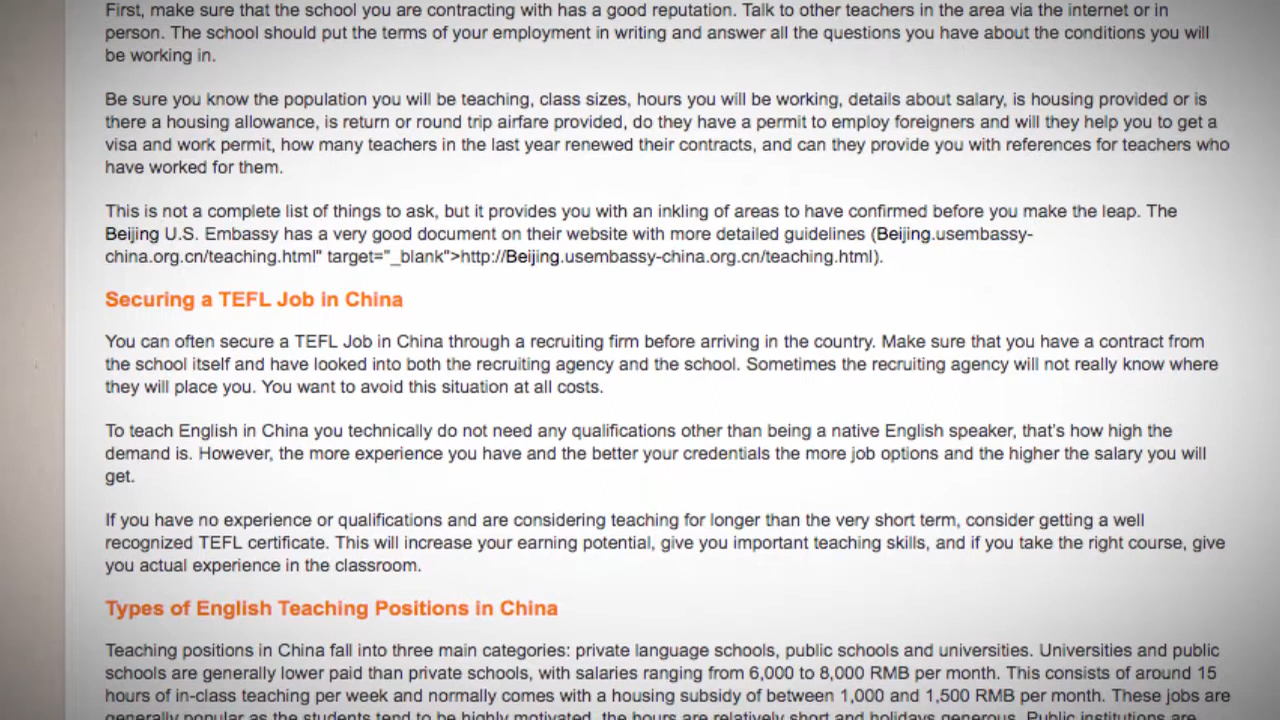 First, make sure that the school you are contracting with has a good reputation. Talk to other teachers in the area via the internet or in
person. The school should put the terms of your employment in writing and answer all the questions you have about the conditions you will
be working in.
Be sure you know the population you will be teaching, class sizes, hours you will be working, details about salary, is housing provided or is
there a housing allowance, is return or round trip airfare provided, do they have a permit to employ foreigners and will they help you to get a
visa and work permit, how many teachers in the last year renewed their contracts, and can they provide you with references for teachers who
have worked for them.
This is not a complete list of things to ask, but it provides you with an inkling of areas to have confirmed before you make the leap. The
Beijing U.S. Embassy has a very good document on their website with more detailed guidelines (Beijing.usembassy-
china.org.cn/teaching.html" target="_blank">http://Beijing.usembassy-china.org.cn/teaching.html).
Securing a TEFL Job in China
You can often secure a TEFL Job in China through a recruiting firm before arriving in the country. Make sure that you have a contract from
the school itself and have looked into both the recruiting agency and the school. Sometimes the recruiting agency will not really know where
they will place you. You want to avoid this situation at all costs.
To teach English in China you technically do not need any qualifications other than being a native English speaker, that's how high the
demand is. However, the more experience you have and the better your credentials the more job options and the higher the salary you will
get.
If you have no experience or qualifications and are considering teaching for longer than the very short term, consider getting a well
recognized TEFL certificate. This will increase your earning potential, give you important teaching skills, and if you take the right course, give
you actual experience in the classroom.
Types of English Teaching Positions in China
Teaching positions in China fall into three main categories: private language schools, public schools and universities. Universities and public
schools are generally lower paid than private schools, with salaries ranging from 6,000 to 8,000 RMB per month. This consists of around 15
hours of in-class teaching per week and normally comes with a housing subsidy of between 1,000 and 1,500 RMB per month. These jobs are
generally popular as the students tend to be highly motivated, the hours are relatively short and holidays generous. Public institutions are